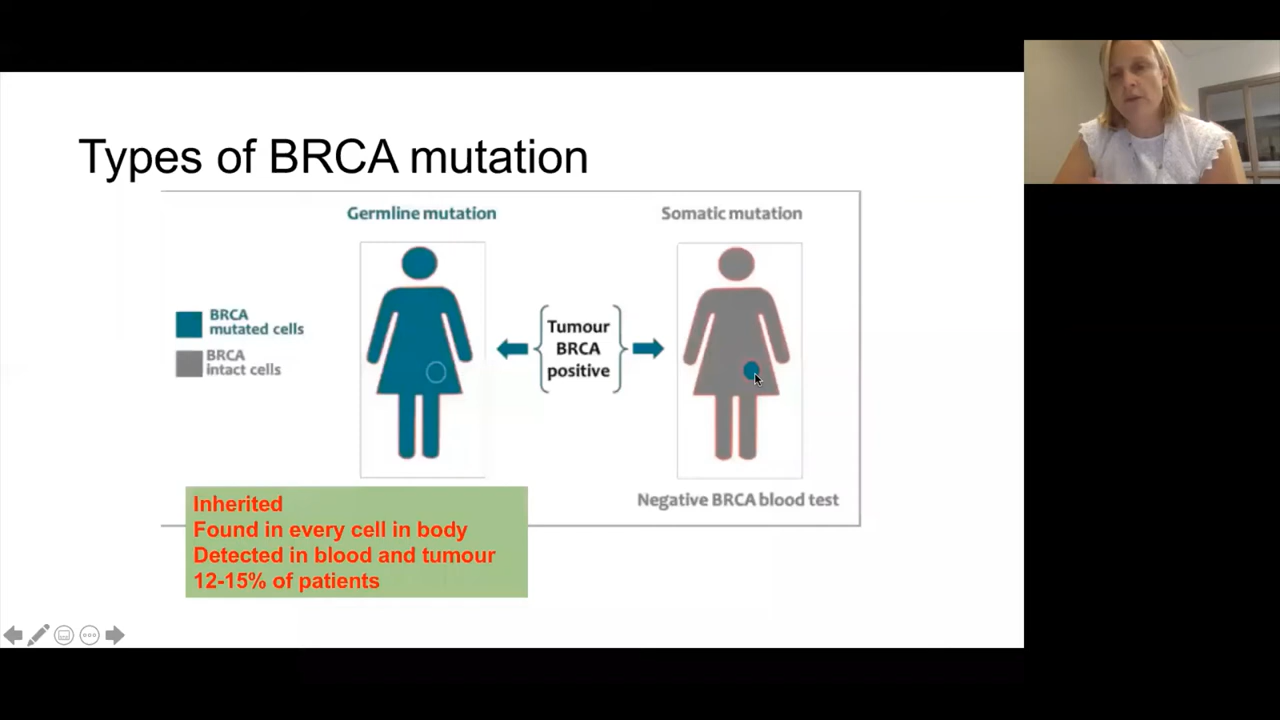 Types of BRCA mutation
Germline mutation
Somatic mutation
BRCA
mutated cells
BRCA
intact cells
Tumour
BRCA
positive
Negative BRCA blood test
Inherited
Found in every cell in body
Detected in blood and tumour
12-15% of patients